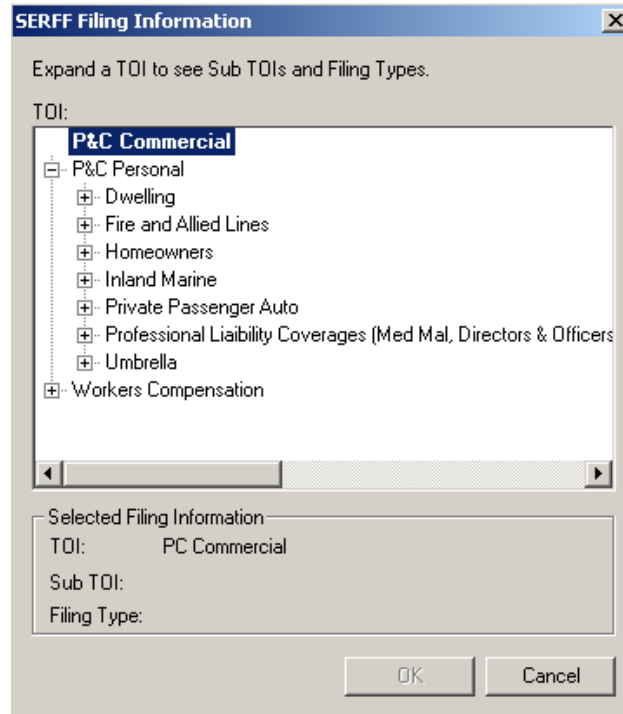 SERFF Filing Information
Expand a TOI to see Sub TOIs and Filing Types.
TOI:
P&C Commercial
P&C Personal
Dwelling
Fire and Allied Lines
Homeowners
Inland Marine
Private Passenger Auto
Professional Liaibility Coverages (Med Mal, Directors & Officers
Umbrella
Workers Compensation
Selected Filing Information
TOI: PC Commercial
Sub TOI:
Filing Type:
OK Cancel